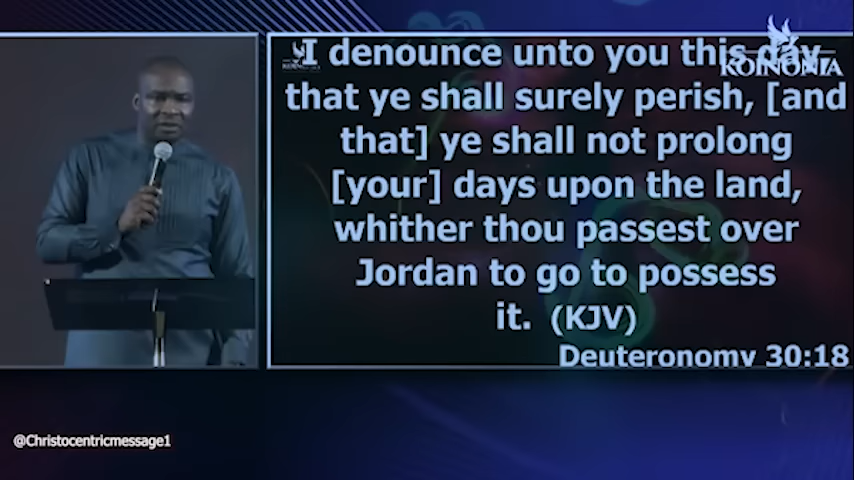 I denounce unto you this day,
that ye shall surely perish, [and
that] ye shall not prolong
[your] days upon the land,
whither thou passest over
Jordan to go to possess
it. (KJV)
Deuteronomy 30:18
KOINONIA
@Christocentricmessage1